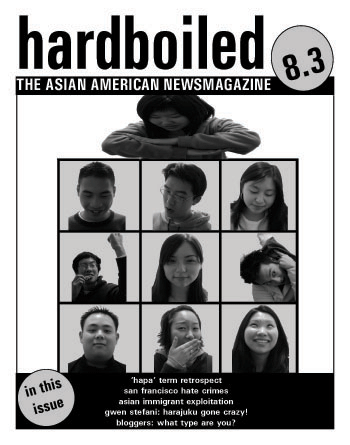 hardboiled
8.3
THE ASIAN AMERICAN NEWSMAGAZINE
in this
issue
'hapa' term retrospect
san francisco hate crimes
asian immigrant exploitation
gwen stefani: harajuku gone crazy!
bloggers: what type are you?